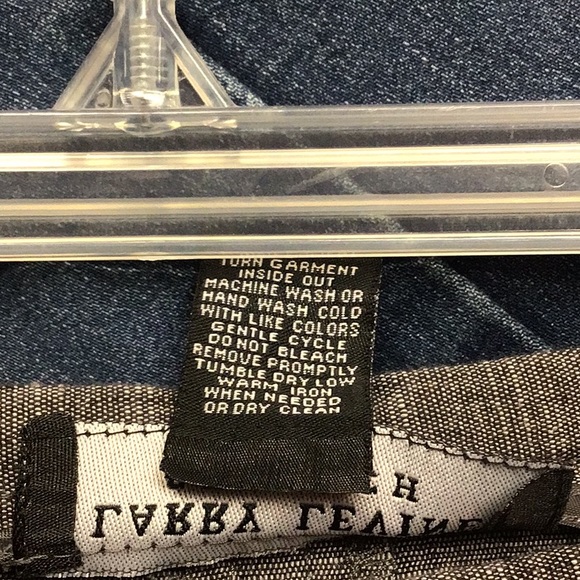 TURN GARMENT
INSIDE OUT
MACHINE WASH OR
HAND WASH COLD
WITH LIKE COLORS
GENTLE CYCLE
DO NOT BLEACH
REMOVE PROMPTLY
TUMBLE DRY LOW
WARM IRON
WHEN NEEDED
OR DRY CLEAN
LARRY LEVINE